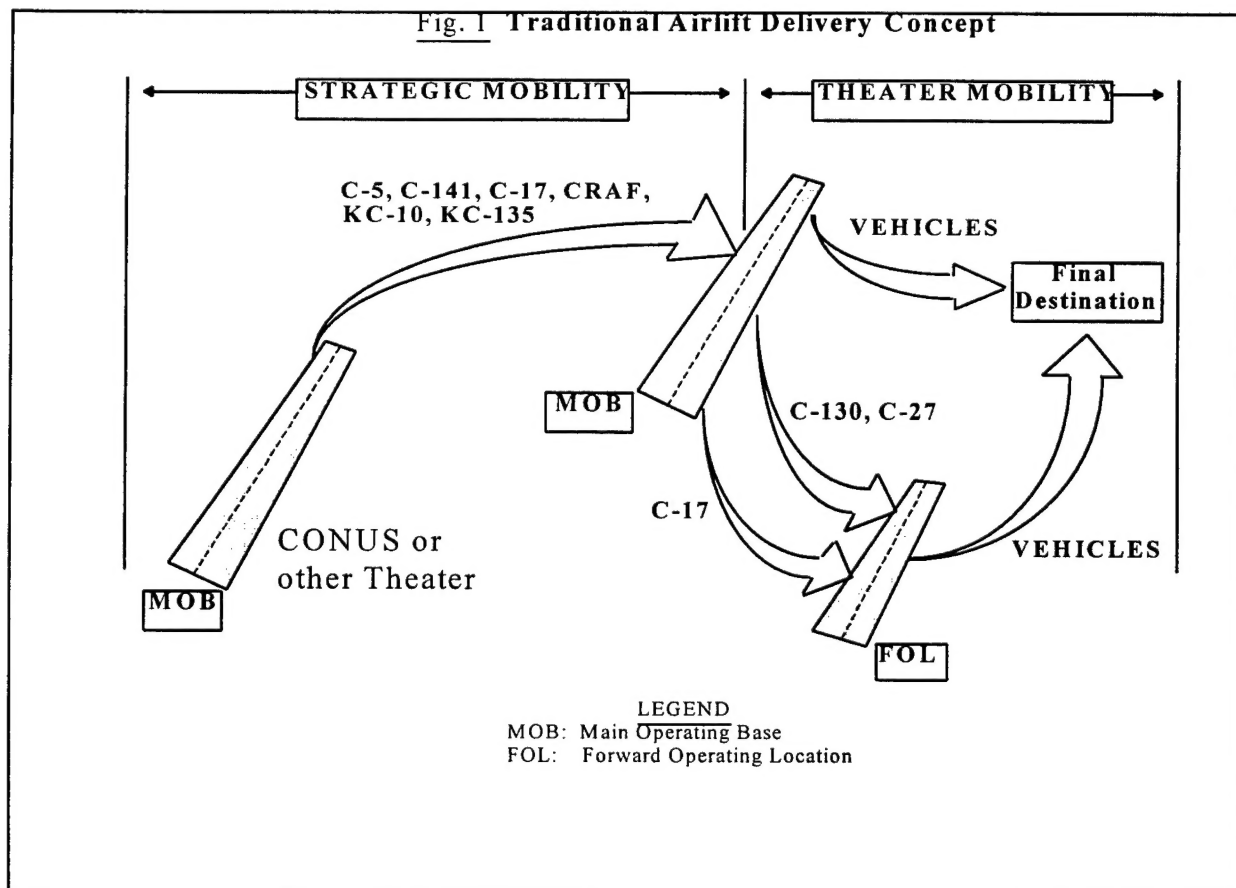 Fig. 1 Traditional Airlift Delivery Concept
STRATEGIC MOBILITY
THEATER MOBILITY
C-5, C-141, C-17, CRAF,
KC-10, KC-135
VEHICLES
Final
Destination
MOB
C-130, C-27
C-17
CONUS or
other Theater
VEHICLES
MOB
FOL
LEGEND
MOB: Main Operating Base
FOL: Forward Operating Location